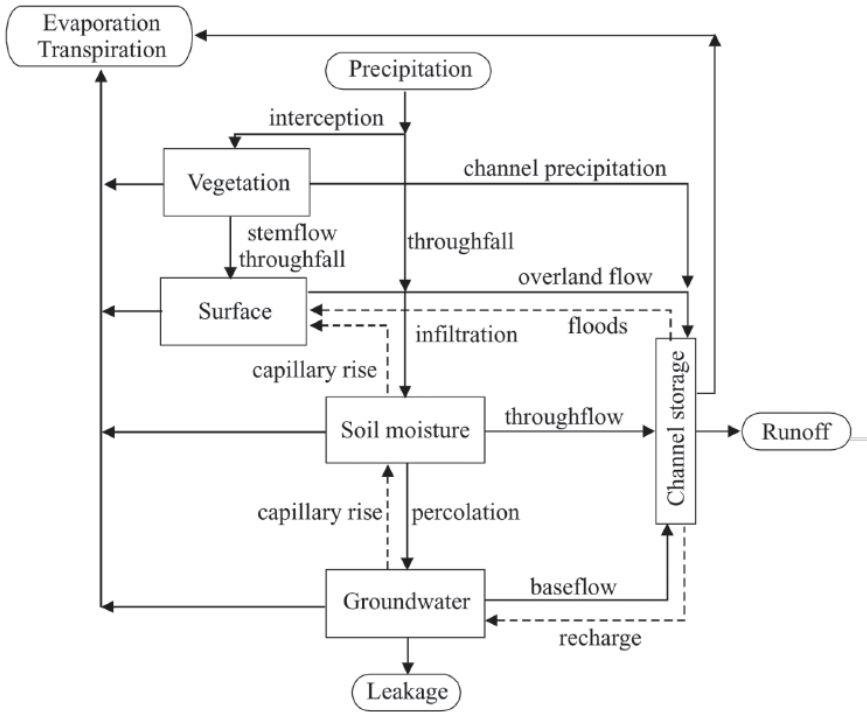 Evaporation
Transpiration
Precipitation
interception
Vegetation
channel precipitation
stemflow
throughfall
throughfall
overland flow
Surface
floods
infiltration
capillary rise
Soil moisture
throughflow
Channel storage
Runoff
capillary rise
percolation
Groundwater
baseflow
recharge
Leakage